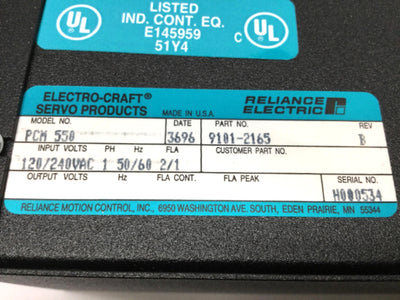 LISTED
IND. CONT. EQ.
E145959
51Y4
UL
C UL
ELECTRO-CRAFT®
SERVO PRODUCTS
MADE IN U.S.A.
RELIANCE
ELECTRIC
MODEL NO. DATE PART NO. REV
PCM 550 3696 9101-2165 B
INPUT VOLTS PH Hz FLA CUSTOMER PART NO.
120/240VAC 1 50/60 2/1
OUTPUT VOLTS Hz FLA CONT. FLA PEAK SERIAL NO.
H000534
RELIANCE MOTION CONTROL, INC., 6950 WASHINGTON AVE. SOUTH, EDEN PRAIRIE, MN 55344